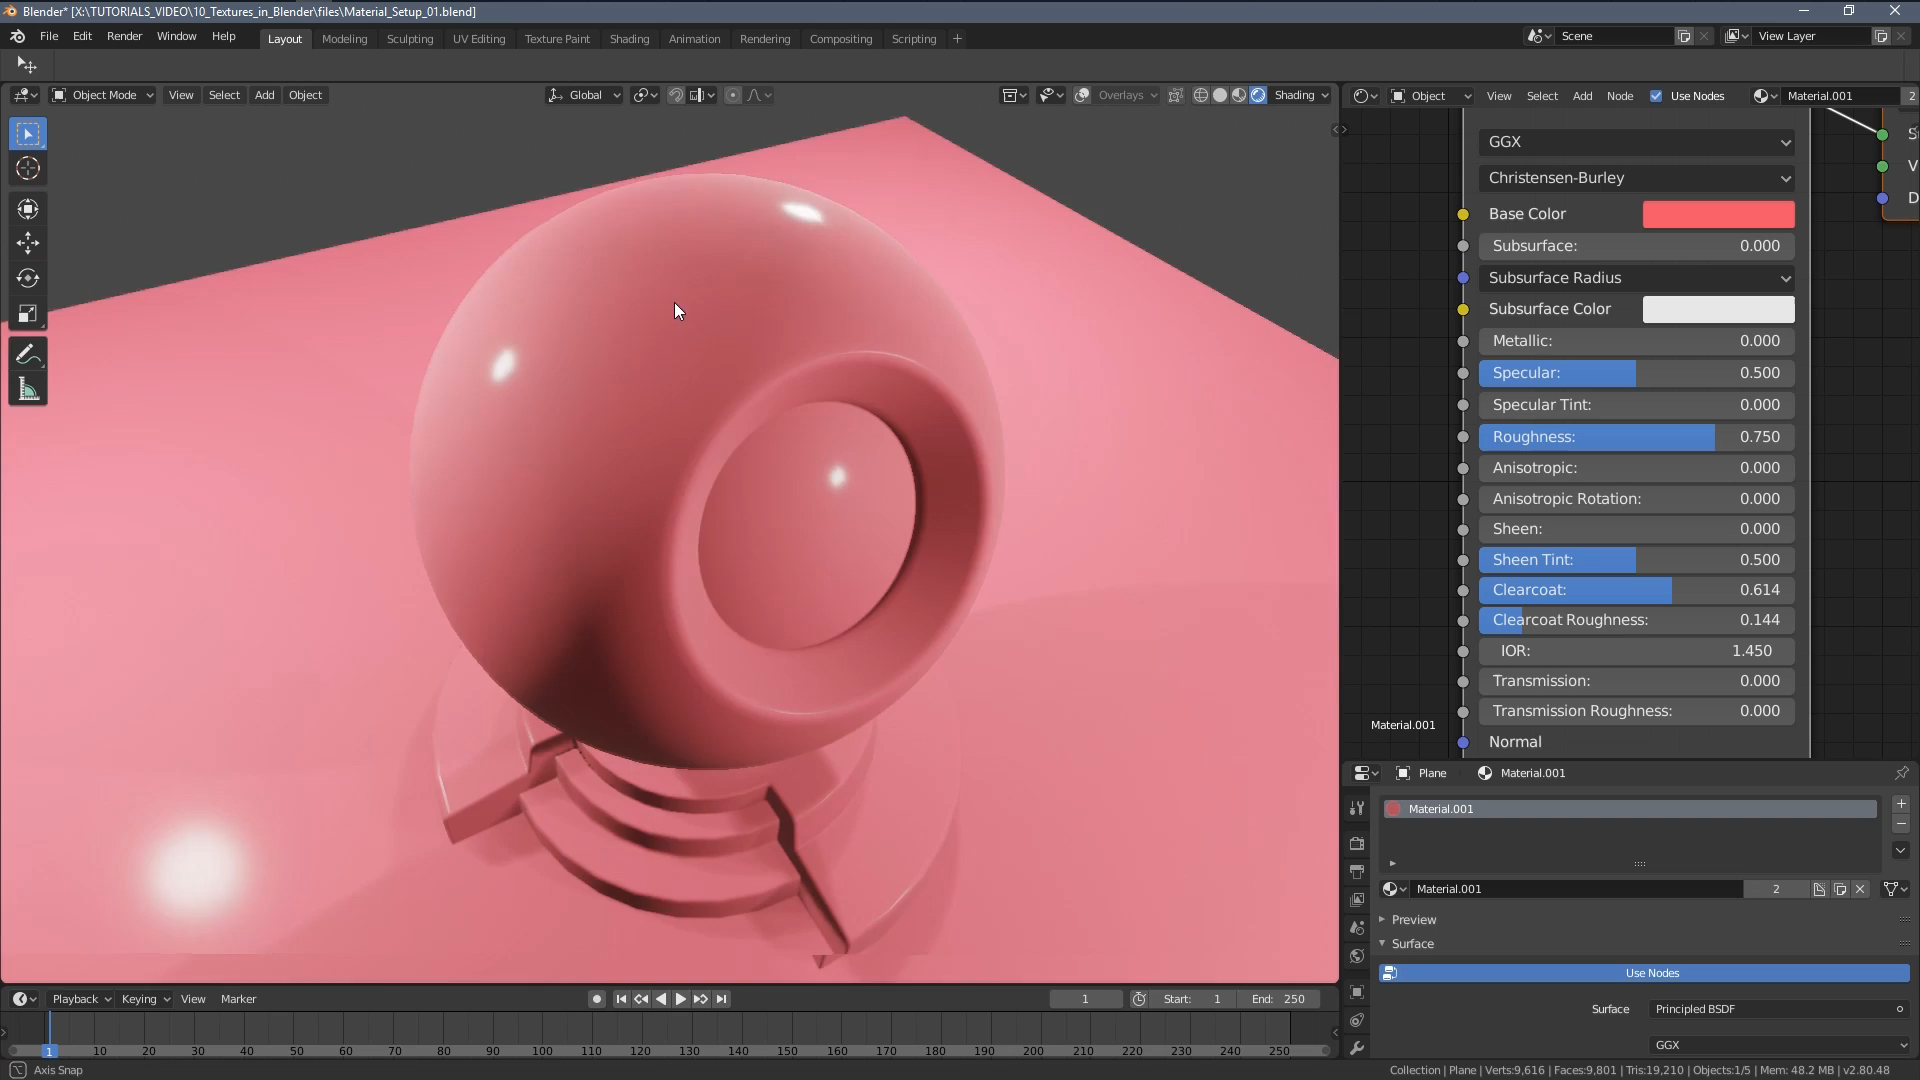 Blender* [X:\TUTORIALS_VIDEO\10_Textures_in_Blender\files\Material_Setup_01.blend]
File Edit Render Window Help Layout Modeling Sculpting UV Editing Texture Paint Shading Animation Rendering Compositing Scripting + Scene View Layer
Object Mode View Select Add Object Global Overlays Shading Object View Select Add Node Use Nodes Material.001 2
GGX S
Christensen-Burley V
Base Color D
Subsurface: 0.000
Subsurface Radius
Subsurface Color
Metallic: 0.000
Specular: 0.500
Specular Tint: 0.000
Roughness: 0.750
Anisotropic: 0.000
Anisotropic Rotation: 0.000
Sheen: 0.000
Sheen Tint: 0.500
Clearcoat: 0.614
Clearcoat Roughness: 0.144
IOR: 1.450
Transmission: 0.000
Transmission Roughness: 0.000
Material.001
Normal
Plane Material.001
Material.001
Material.001 2
Preview
Surface
Use Nodes
Surface Principled BSDF
GGX
Playback Keying View Marker 1 Start: 1 End: 250
1 10 20 30 40 50 60 70 80 90 100 110 120 130 140 150 160 170 180 190 200 210 220 230 240 250
Axis Snap Collection | Plane | Verts:9,616 | Faces:9,801 | Tris:19,210 | Objects:1/5 | Mem: 48.2 MB | v2.80.48